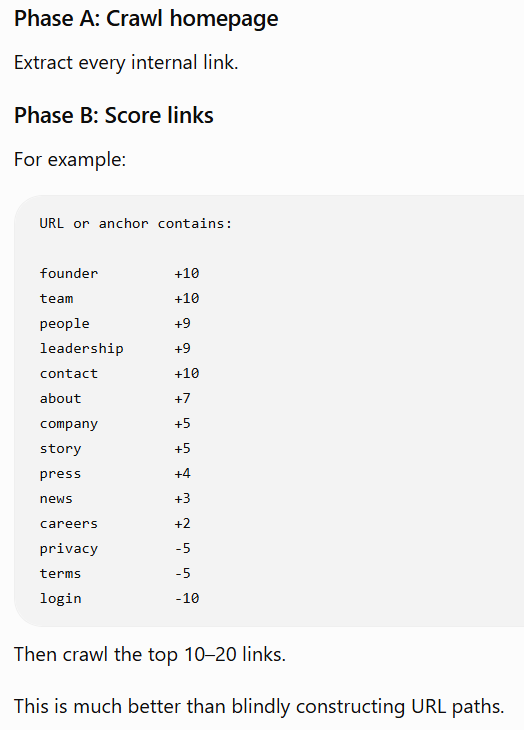 Phase A: Crawl homepage
Extract every internal link.
Phase B: Score links
For example:
URL or anchor contains:
founder +10
team +10
people +9
leadership +9
contact +10
about +7
company +5
story +5
press +4
news +3
careers +2
privacy -5
terms -5
login -10
Then crawl the top 10–20 links.
This is much better than blindly constructing URL paths.